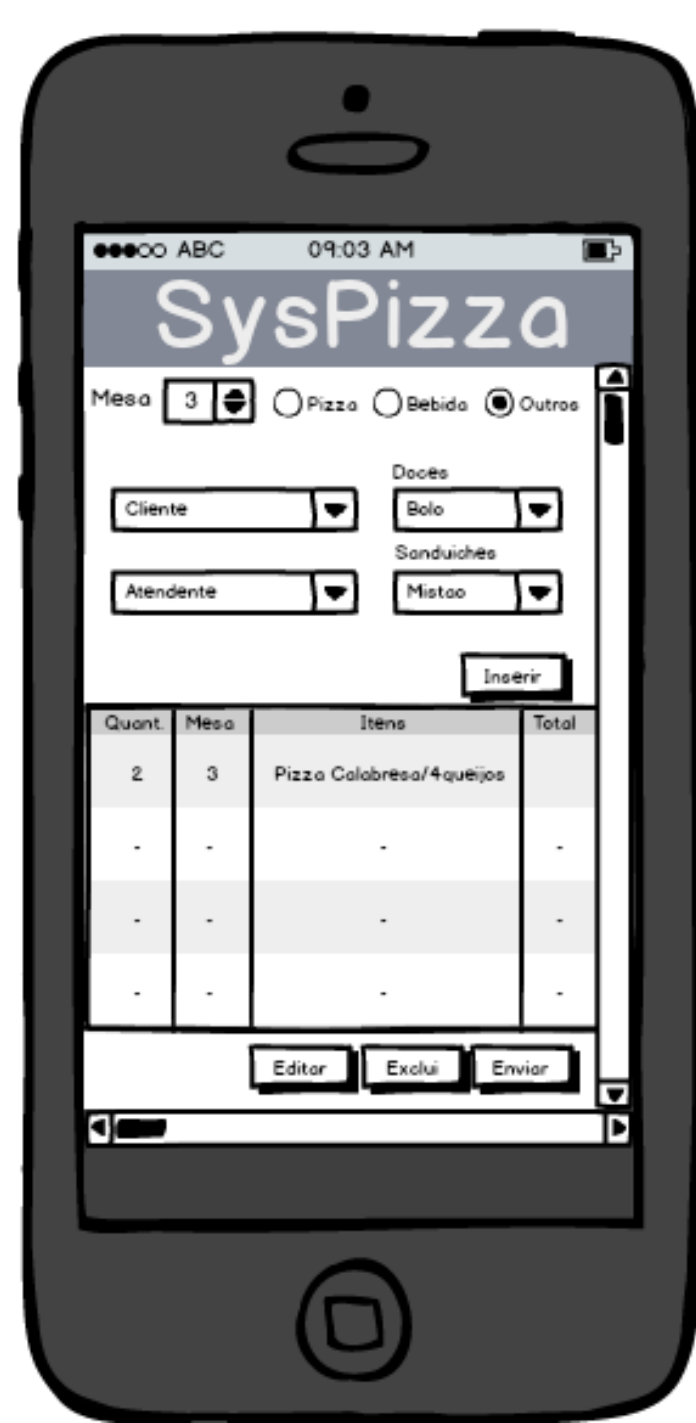 ABC 09:03 AM
SysPizza
Mesa 3 Pizza Bebida Outros
Doces
Cliente Bolo
Sanduiches
Atendente Mistao
Inserir
Quant. Mesa Itens Total
2 3 Pizza Calabresa/4queijos
- - - -
- - - -
- - - -
Editar Exclui Enviar